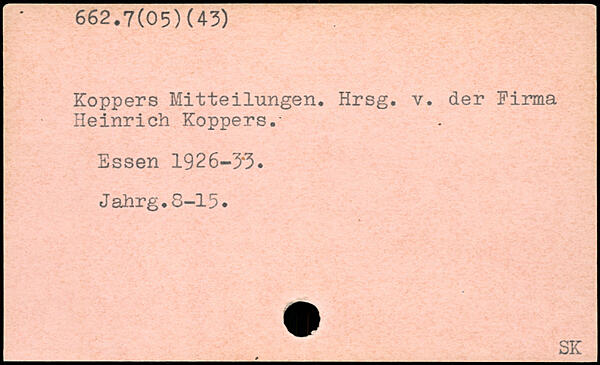 662.7(05)(43)
Koppers Mitteilungen. Hrsg. v. der Firma
Heinrich Koppers.
Essen 1926-33.
Jahrg.8-15.
SK